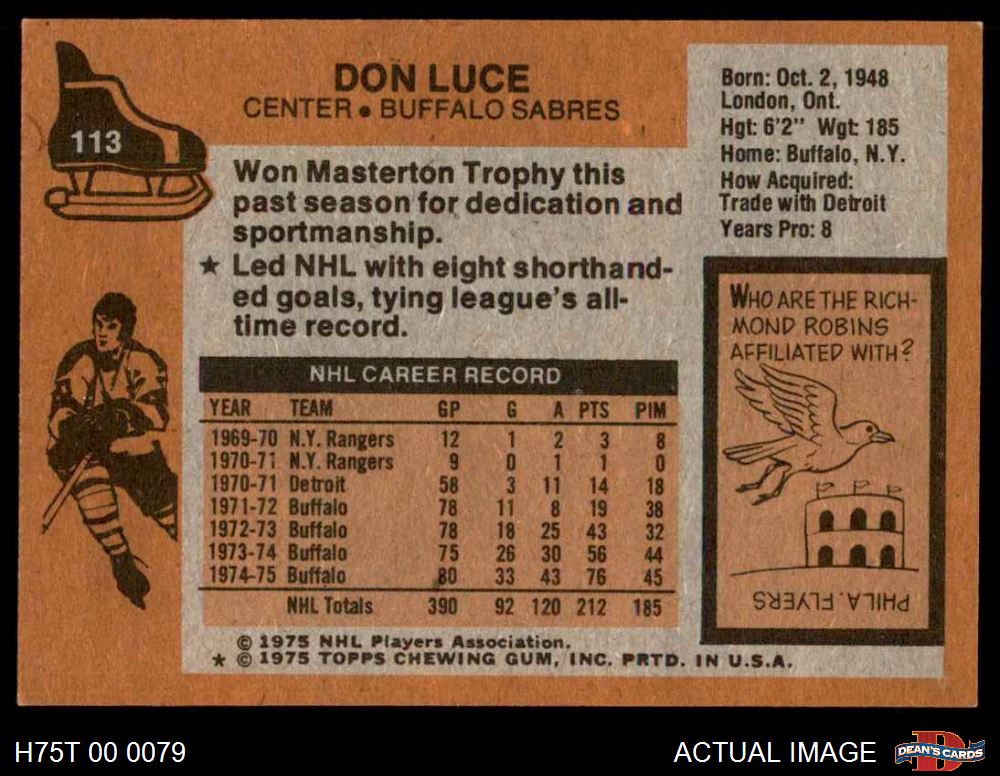 113
DON LUCE
CENTER • BUFFALO SABRES
Won Masterton Trophy this
past season for dedication and
sportmanship.
★ Led NHL with eight shorthand-
ed goals, tying league's all-
time record.
Born: Oct. 2, 1948
London, Ont.
Hgt: 6'2" Wgt: 185
Home: Buffalo, N.Y.
How Acquired:
Trade with Detroit
Years Pro: 8
NHL CAREER RECORD
YEAR TEAM GP G A PTS PIM
1969-70 N.Y. Rangers 12 1 2 3 8
1970-71 N.Y. Rangers 9 0 1 1 0
1970-71 Detroit 58 3 11 14 18
1971-72 Buffalo 78 11 8 19 38
1972-73 Buffalo 78 18 25 43 32
1973-74 Buffalo 75 26 30 56 44
1974-75 Buffalo 80 33 43 76 45
NHL Totals 390 92 120 212 185
WHO ARE THE RICH-
MOND ROBINS
AFFILIATED WITH?
PHILA. FLYERS
© 1975 NHL Players Association.
★ © 1975 TOPPS CHEWING GUM, INC. PRTD. IN U.S.A.
H75T 00 0079
ACTUAL IMAGE
D
DEAN'S CARDS